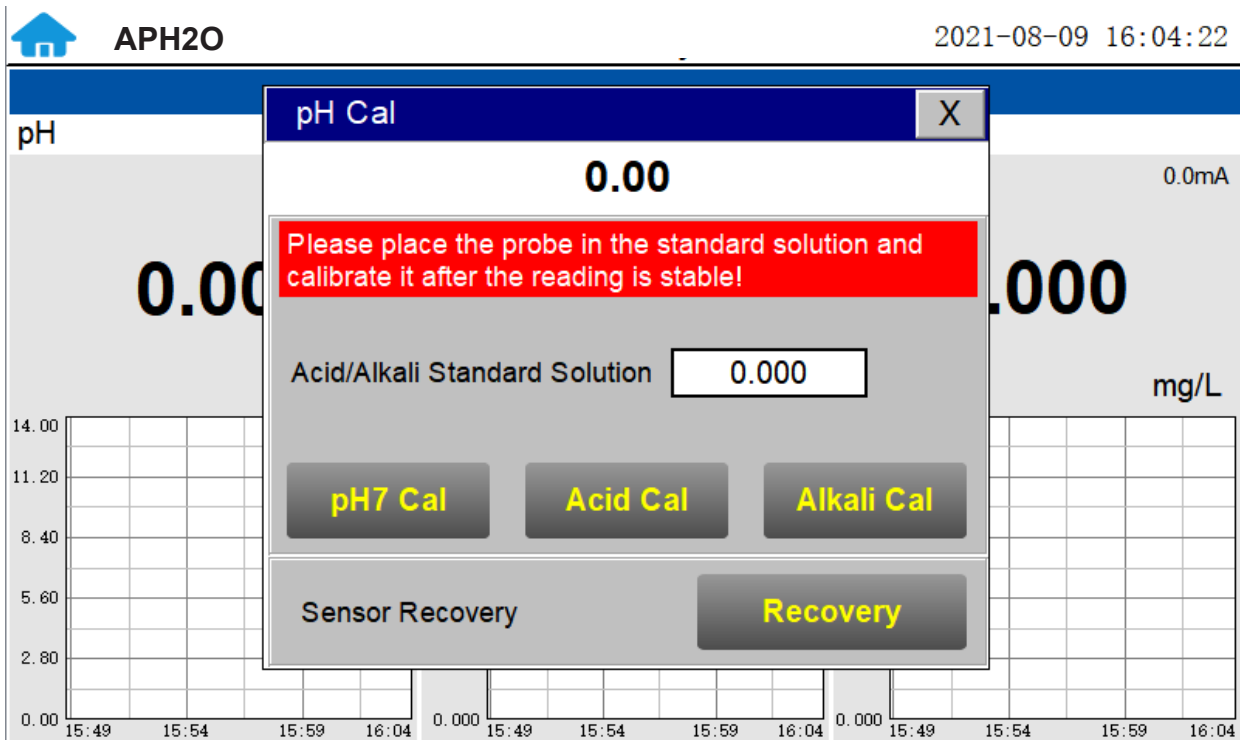 APH2O
2021-08-09 16:04:22
pH Cal
X
pH
0.00
0.0mA
Please place the probe in the standard solution and
calibrate it after the reading is stable!
0.00
.000
Acid/Alkali Standard Solution
0.000
mg/L
14.00
11.20
8.40
5.60
2.80
0.00
pH7 Cal
Acid Cal
Alkali Cal
Sensor Recovery
Recovery
15:49 15:54 15:59 16:04
0.000
15:49 15:54 15:59 16:04
0.000
15:49 15:54 15:59 16:04